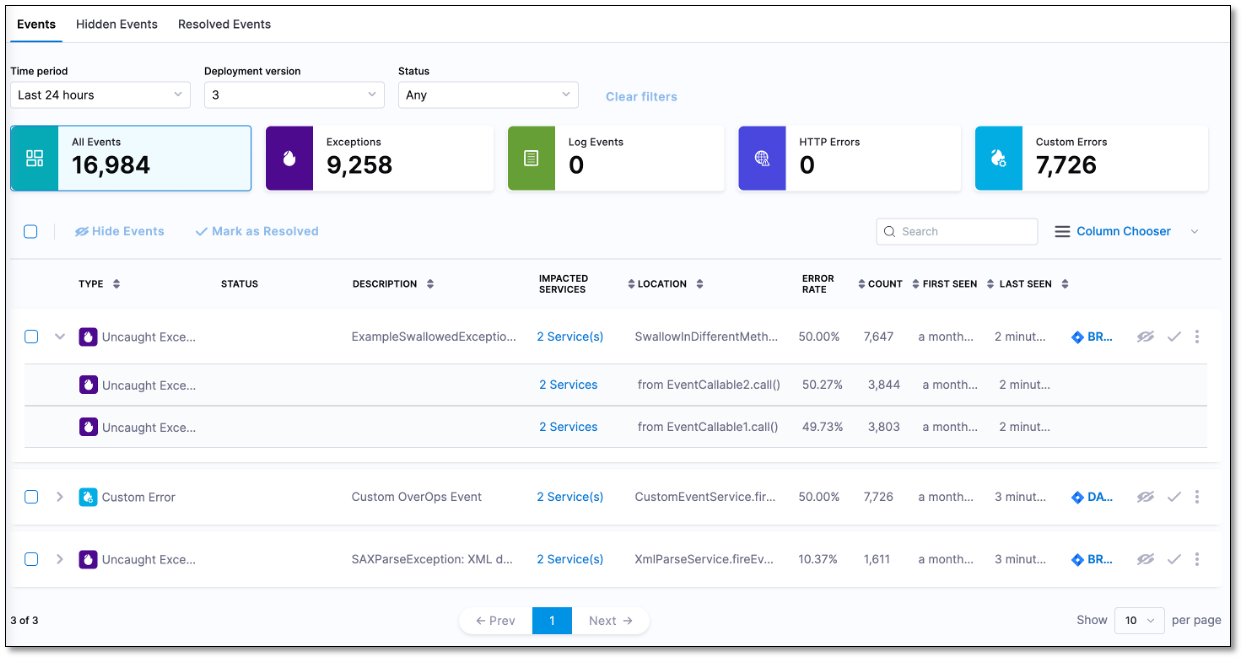 Events Hidden Events Resolved Events
Time period Deployment version Status
Last 24 hours 3 Any Clear filters
All Events Exceptions Log Events HTTP Errors Custom Errors
16,984 9,258 0 0 7,726
Hide Events Mark as Resolved Search Column Chooser
TYPE STATUS DESCRIPTION IMPACTED SERVICES LOCATION ERROR RATE COUNT FIRST SEEN LAST SEEN
Uncaught Exce... ExampleSwallowedExceptio... 2 Service(s) SwallowInDifferentMeth... 50.00% 7,647 a month... 2 minut... BR...
Uncaught Exce... 2 Services from EventCallable2.call() 50.27% 3,844 a month... 2 minut...
Uncaught Exce... 2 Services from EventCallable1.call() 49.73% 3,803 a month... 2 minut...
Custom Error Custom OverOps Event 2 Service(s) CustomEventService.fir... 50.00% 7,726 a month... 3 minut... DA...
Uncaught Exce... SAXParseException: XML d... 2 Service(s) XmlParseService.fireEv... 10.37% 1,611 a month... 3 minut... BR...
3 of 3 ← Prev 1 Next → Show 10 per page